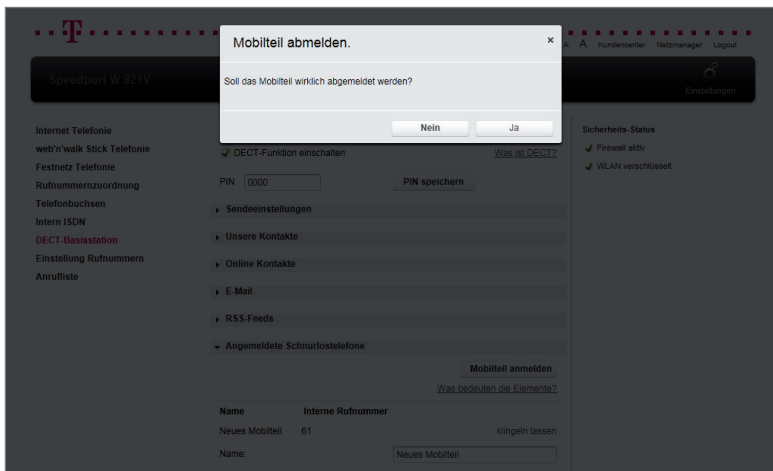 T
Mobilteil abmelden.
×
A A Kundencenter Netzmanager Logout
Speedport W 921V
Einstellungen
Soll das Mobilteil wirklich abgemeldet werden?
Nein Ja
Internet Telefonie
web'n'walk Stick Telefonie
Festnetz Telefonie
Rufnummernzuordnung
Telefonbuchsen
Intern ISDN
DECT-Basisstation
Einstellung Rufnummern
Anrufliste
DECT-Funktion einschalten Was ist DECT?
PIN 0000 PIN speichern
Sendeeinstellungen
Unsere Kontakte
Online Kontakte
E-Mail
RSS-Feeds
Angemeldete Schnurlostelefone
Mobilteil anmelden
Was bedeuten die Elemente?
Name Interne Rufnummer
Neues Mobilteil 61 klingeln lassen
Name: Neues Mobilteil
Sicherheits-Status
Firewall aktiv
WLAN verschlüsselt